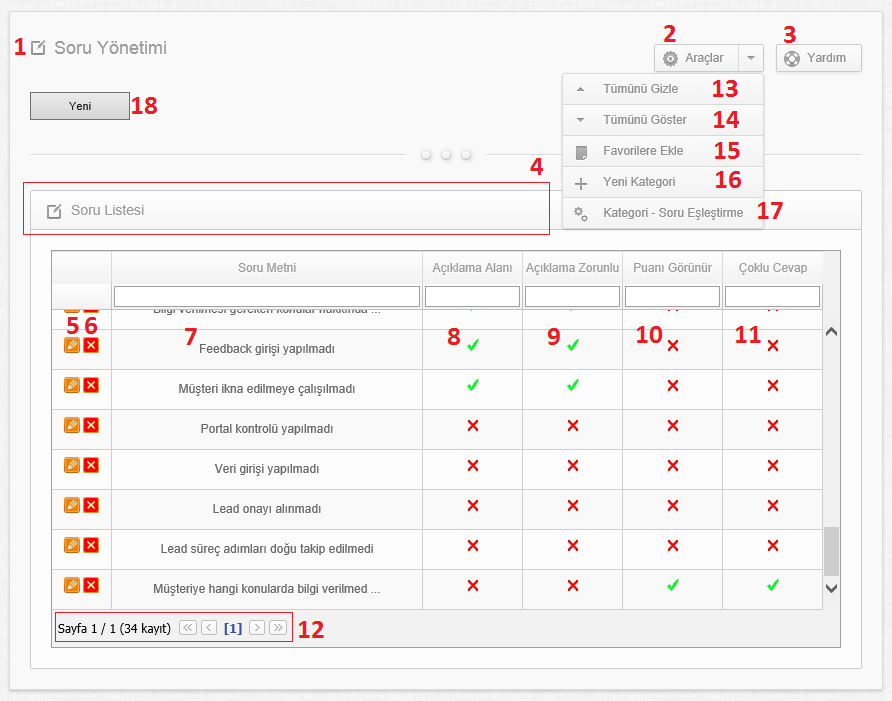 1 Soru Yönetimi
2
3
Araçlar
Yardım
Yeni 18
Tümünü Gizle 13
Tümünü Göster 14
Favorilere Ekle 15
Yeni Kategori 16
Kategori - Soru Eşleştirme 17
4
Soru Listesi
Soru Metni Açıklama Alanı Açıklama Zorunlu Puanı Görünür Çoklu Cevap
Bilgi verilmesi gereken konular hakkında ...
5 6 7 8 9 10 11
Feedback girişi yapılmadı
Müşteri ikna edilmeye çalışılmadı
Portal kontrolü yapılmadı
Veri girişi yapılmadı
Lead onayı alınmadı
Lead süreç adımları doğu takip edilmedi
Müşteriye hangi konularda bilgi verilmed ...
Sayfa 1 / 1 (34 kayıt) [1] 12